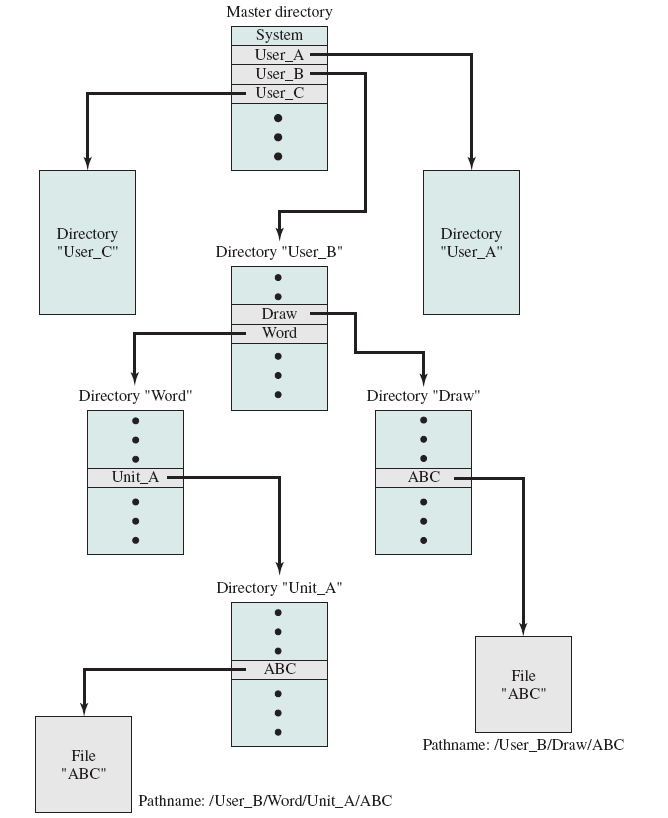 Master directory
System
User_A
User_B
User_C
Directory
"User_C"
Directory
"User_A"
Directory "User_B"
Draw
Word
Directory "Word"
Directory "Draw"
Unit_A
ABC
Directory "Unit_A"
ABC
File
"ABC"
Pathname: /User_B/Draw/ABC
File
"ABC"
Pathname: /User_B/Word/Unit_A/ABC